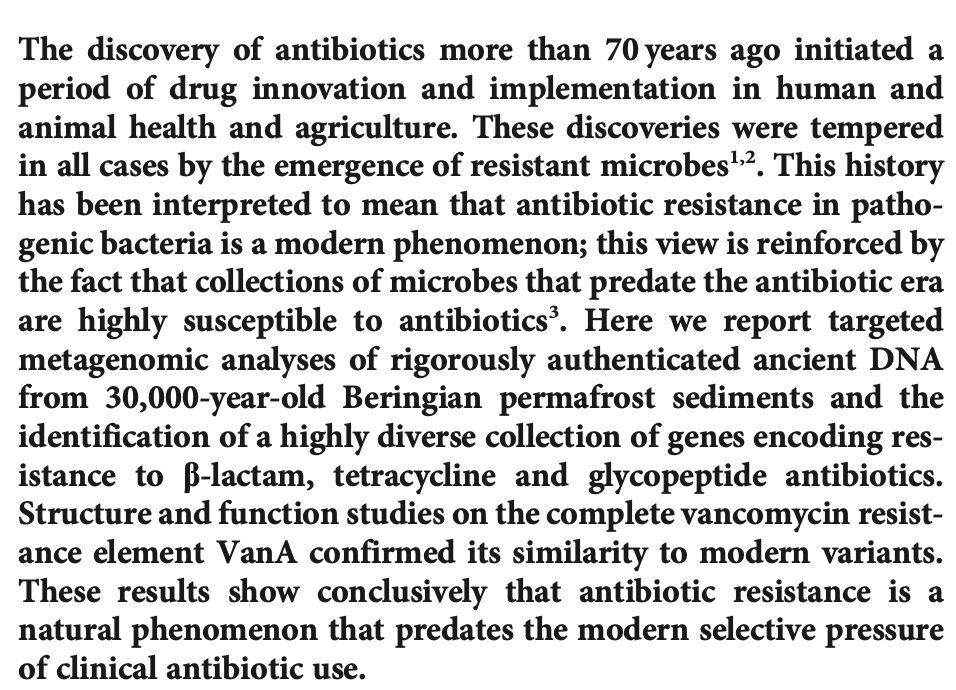 The discovery of antibiotics more than 70 years ago initiated a
period of drug innovation and implementation in human and
animal health and agriculture. These discoveries were tempered
in all cases by the emergence of resistant microbes1,2. This history
has been interpreted to mean that antibiotic resistance in patho-
genic bacteria is a modern phenomenon; this view is reinforced by
the fact that collections of microbes that predate the antibiotic era
are highly susceptible to antibiotics3. Here we report targeted
metagenomic analyses of rigorously authenticated ancient DNA
from 30,000-year-old Beringian permafrost sediments and the
identification of a highly diverse collection of genes encoding res-
istance to β-lactam, tetracycline and glycopeptide antibiotics.
Structure and function studies on the complete vancomycin resist-
ance element VanA confirmed its similarity to modern variants.
These results show conclusively that antibiotic resistance is a
natural phenomenon that predates the modern selective pressure
of clinical antibiotic use.